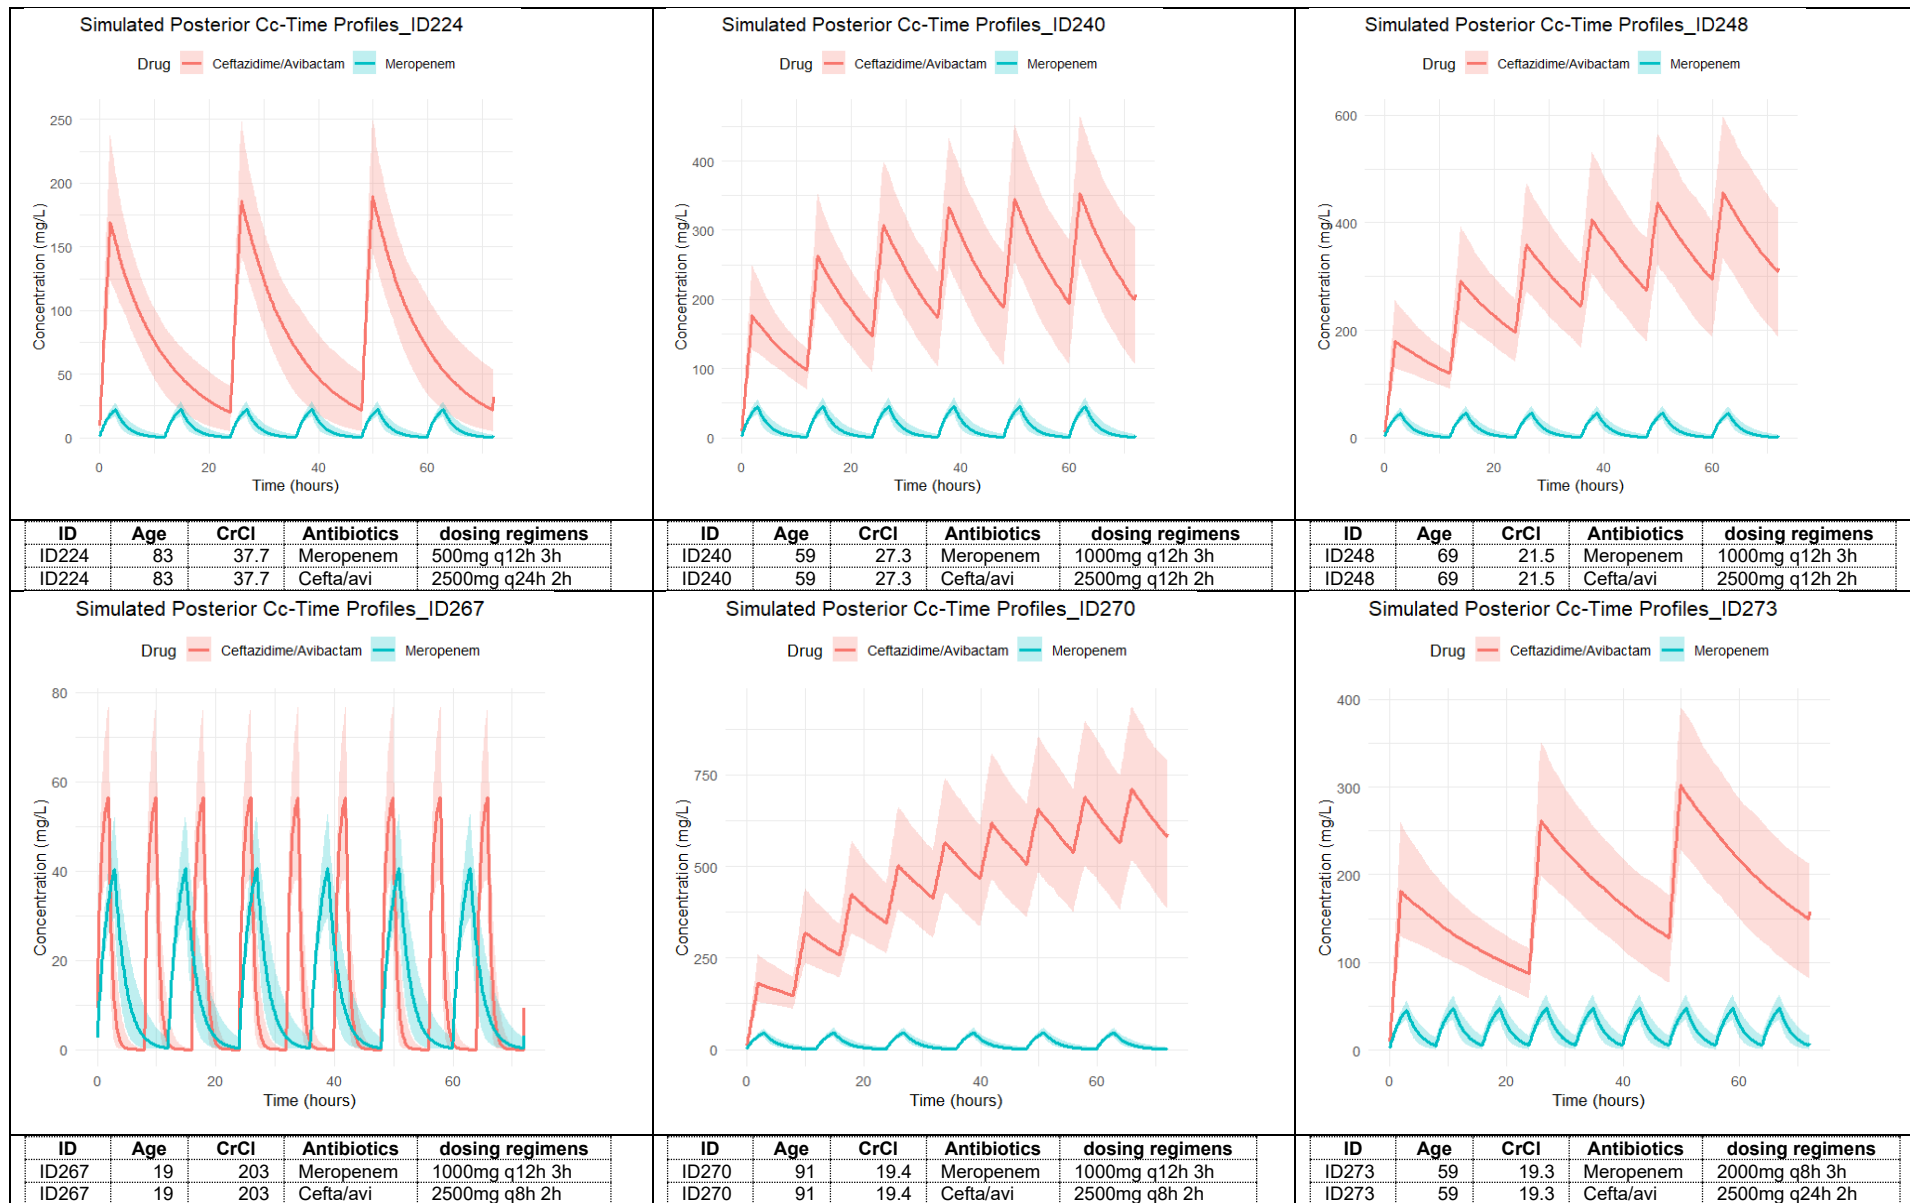 Simulated Posterior Cc-Time Profiles_ID224
Drug Ceftazidime/Avibactam Meropenem
Concentration (mg/L)
250
200
150
100
50
0
0 20 40 60
Time (hours)
ID Age CrCl Antibiotics dosing regimens
ID224 83 37.7 Meropenem 500mg q12h 3h
ID224 83 37.7 Cefta/avi 2500mg q24h 2h
Simulated Posterior Cc-Time Profiles_ID240
Drug Ceftazidime/Avibactam Meropenem
Concentration (mg/L)
400
300
200
100
0
0 20 40 60
Time (hours)
ID Age CrCl Antibiotics dosing regimens
ID240 59 27.3 Meropenem 1000mg q12h 3h
ID240 59 27.3 Cefta/avi 2500mg q12h 2h
Simulated Posterior Cc-Time Profiles_ID248
Drug Ceftazidime/Avibactam Meropenem
Concentration (mg/L)
600
400
200
0
0 20 40 60
Time (hours)
ID Age CrCl Antibiotics dosing regimens
ID248 69 21.5 Meropenem 1000mg q12h 3h
ID248 69 21.5 Cefta/avi 2500mg q12h 2h
Simulated Posterior Cc-Time Profiles_ID267
Drug Ceftazidime/Avibactam Meropenem
Concentration (mg/L)
80
60
40
20
0
0 20 40 60
Time (hours)
ID Age CrCl Antibiotics dosing regimens
ID267 19 203 Meropenem 1000mg q12h 3h
ID267 19 203 Cefta/avi 2500mg q8h 2h
Simulated Posterior Cc-Time Profiles_ID270
Drug Ceftazidime/Avibactam Meropenem
Concentration (mg/L)
750
500
250
0
0 20 40 60
Time (hours)
ID Age CrCl Antibiotics dosing regimens
ID270 91 19.4 Meropenem 1000mg q12h 3h
ID270 91 19.4 Cefta/avi 2500mg q8h 2h
Simulated Posterior Cc-Time Profiles_ID273
Drug Ceftazidime/Avibactam Meropenem
Concentration (mg/L)
400
300
200
100
0
0 20 40 60
Time (hours)
ID Age CrCl Antibiotics dosing regimens
ID273 59 19.3 Meropenem 2000mg q8h 3h
ID273 59 19.3 Cefta/avi 2500mg q24h 2h